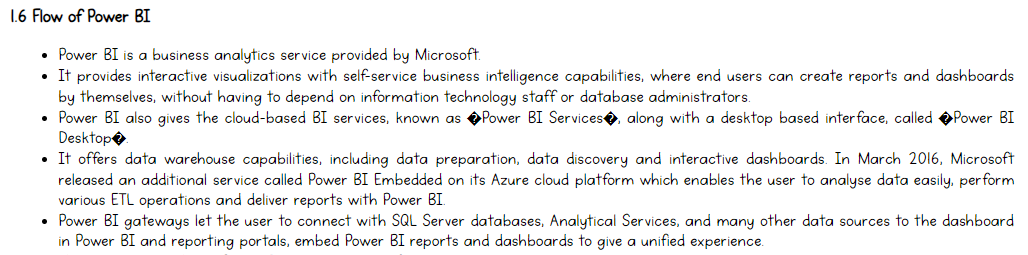 1.6 Flow of Power BI
• Power BI is a business analytics service provided by Microsoft.
• It provides interactive visualizations with self-service business intelligence capabilities, where end users can create reports and dashboards
by themselves, without having to depend on information technology staff or database administrators.
• Power BI also gives the cloud-based BI services, known as �Power BI Services�, along with a desktop based interface, called �Power BI
Desktop�.
• It offers data warehouse capabilities, including data preparation, data discovery and interactive dashboards. In March 2016, Microsoft
released an additional service called Power BI Embedded on its Azure cloud platform which enables the user to analyse data easily, perform
various ETL operations and deliver reports with Power BI.
• Power BI gateways let the user to connect with SQL Server databases, Analytical Services, and many other data sources to the dashboard
in Power BI and reporting portals, embed Power BI reports and dashboards to give a unified experience.